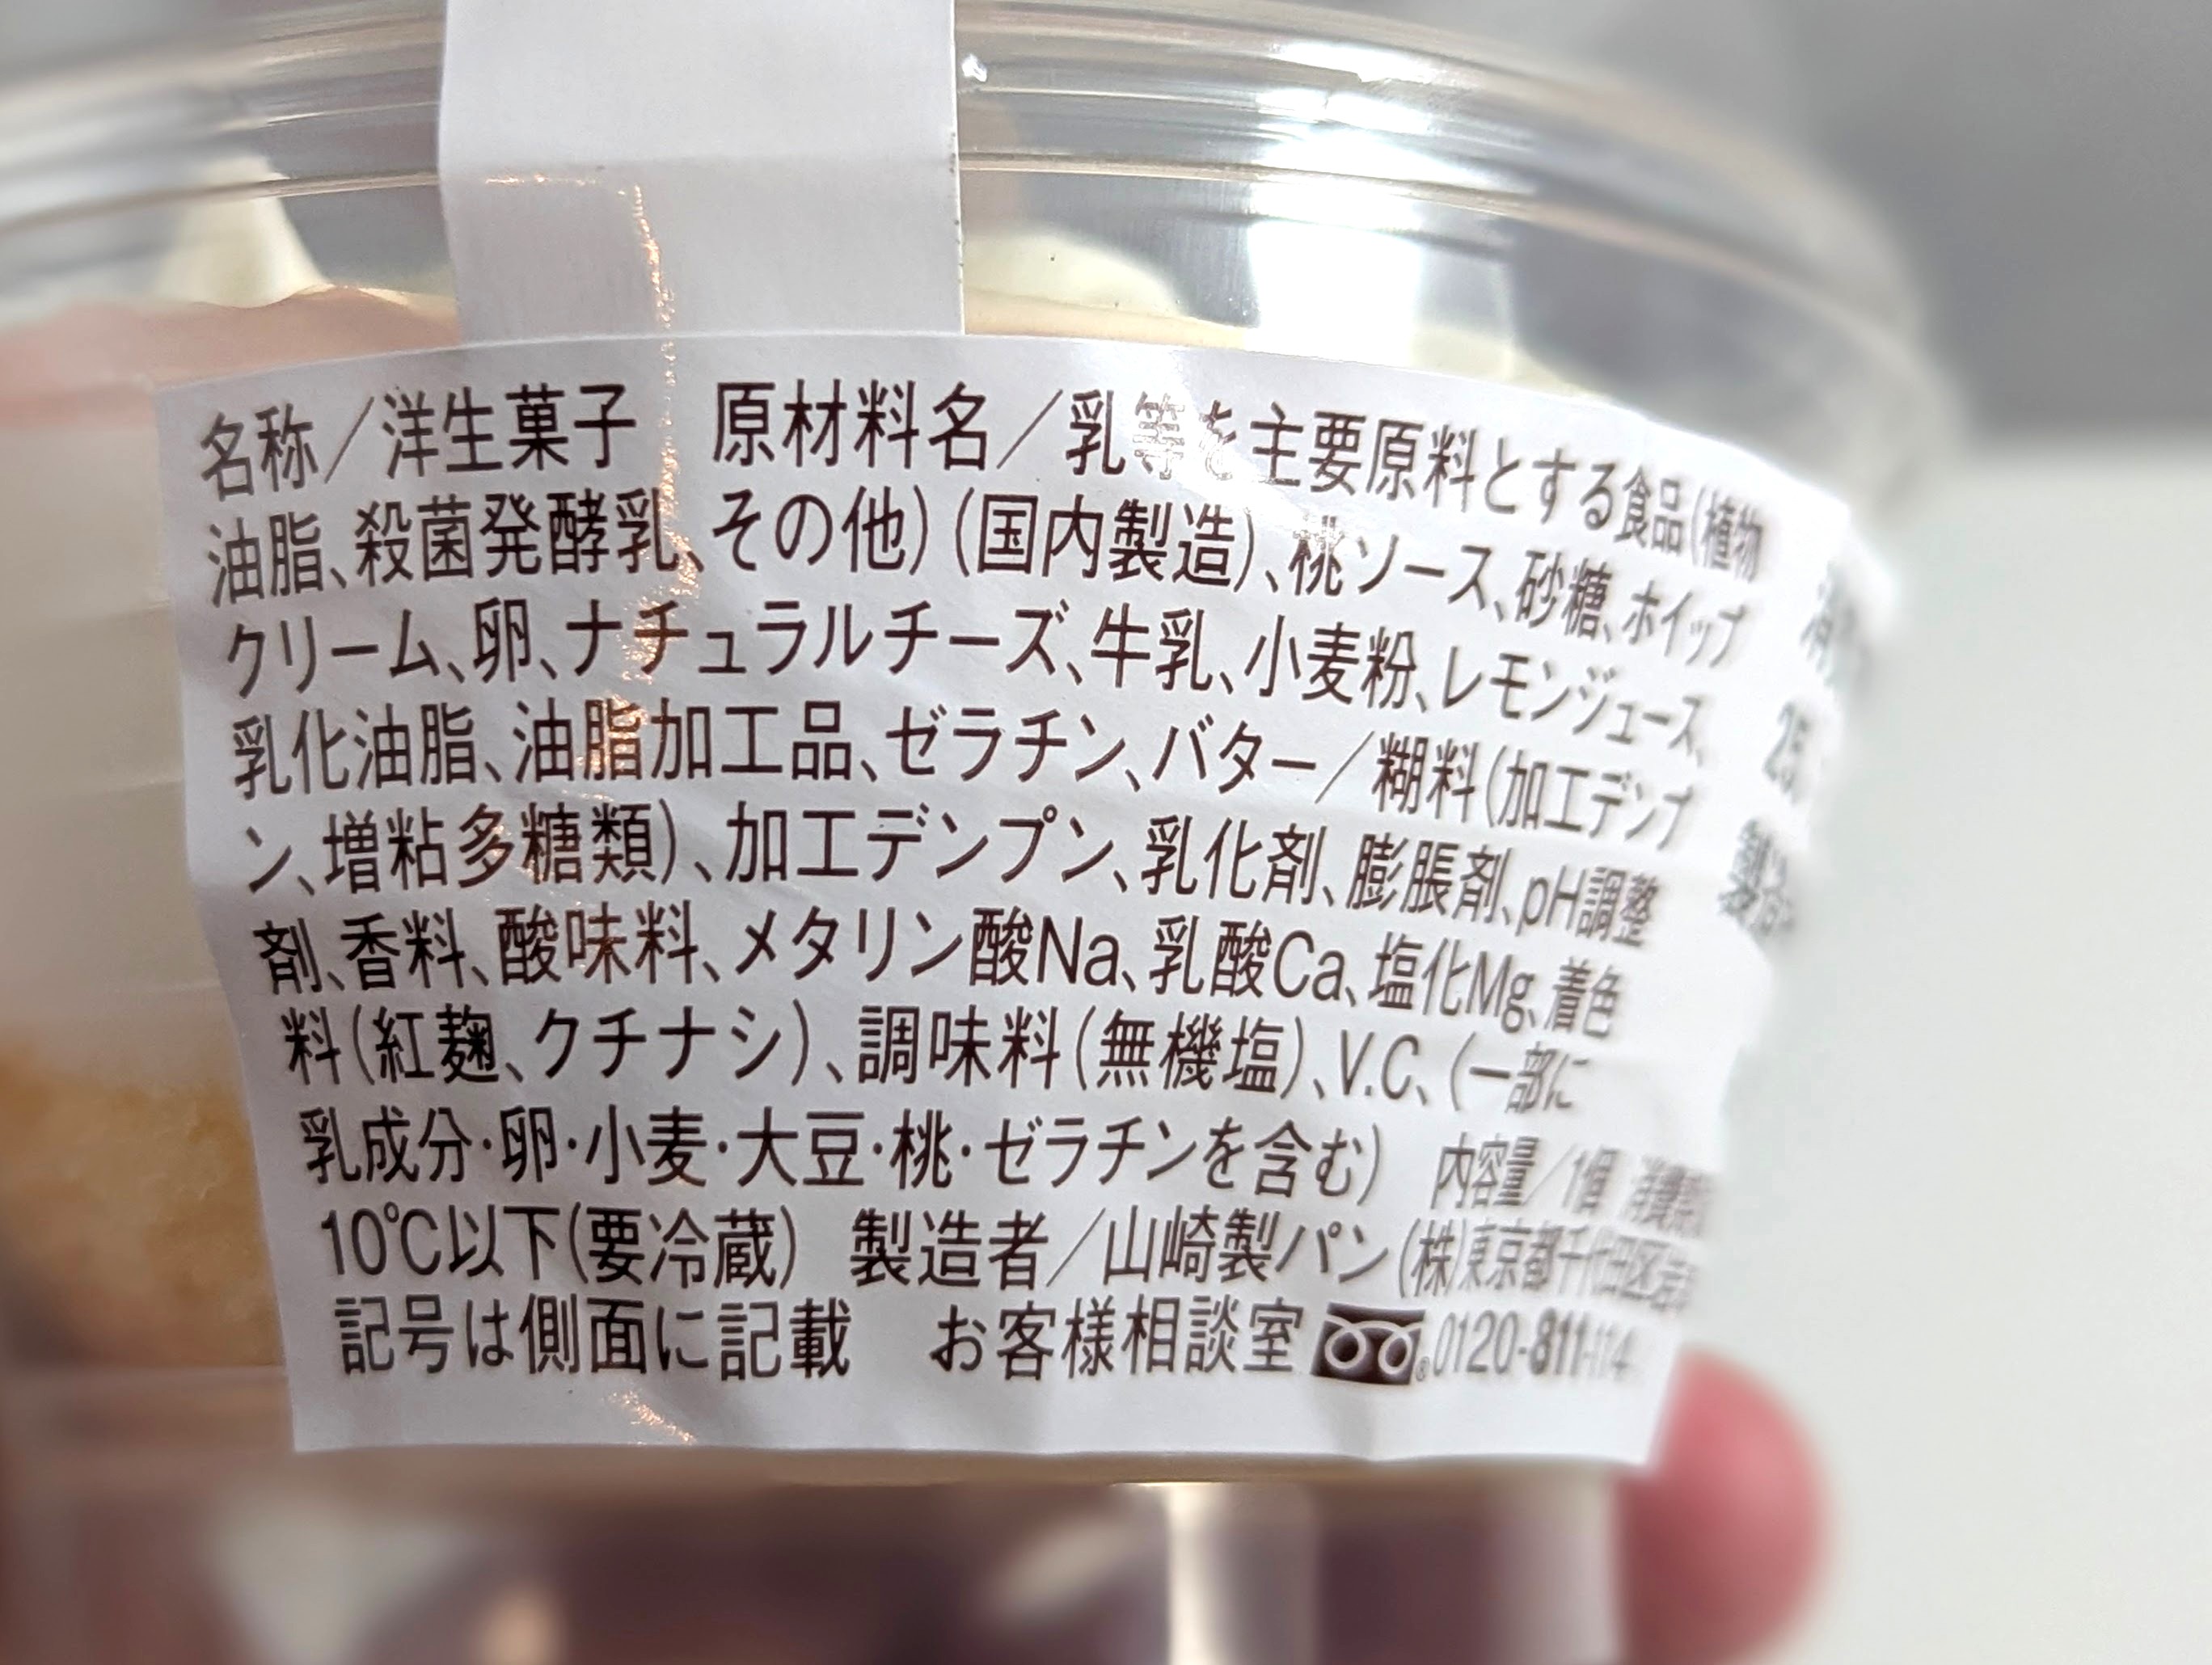 名称／洋生菓子　原材料名／乳等を主要原料とする食品(植物
油脂、殺菌発酵乳、その他)(国内製造)、桃ソース、砂糖、ホイップ
クリーム、卵、ナチュラルチーズ、牛乳、小麦粉、レモンジュース、
乳化油脂、油脂加工品、ゼラチン、バター／糊料(加工デンプ
ン、増粘多糖類)、加工デンプン、乳化剤、膨脹剤、pH調整
剤、香料、酸味料、メタリン酸Na、乳酸Ca、塩化Mg、着色
料(紅麹、クチナシ)、調味料(無機塩)、V.C、(一部に
乳成分・卵・小麦・大豆・桃・ゼラチンを含む)　内容量／1個
10℃以下(要冷蔵)　製造者／山崎製パン(株)東京都千代田区
記号は側面に記載　お客様相談室 0120-811-114